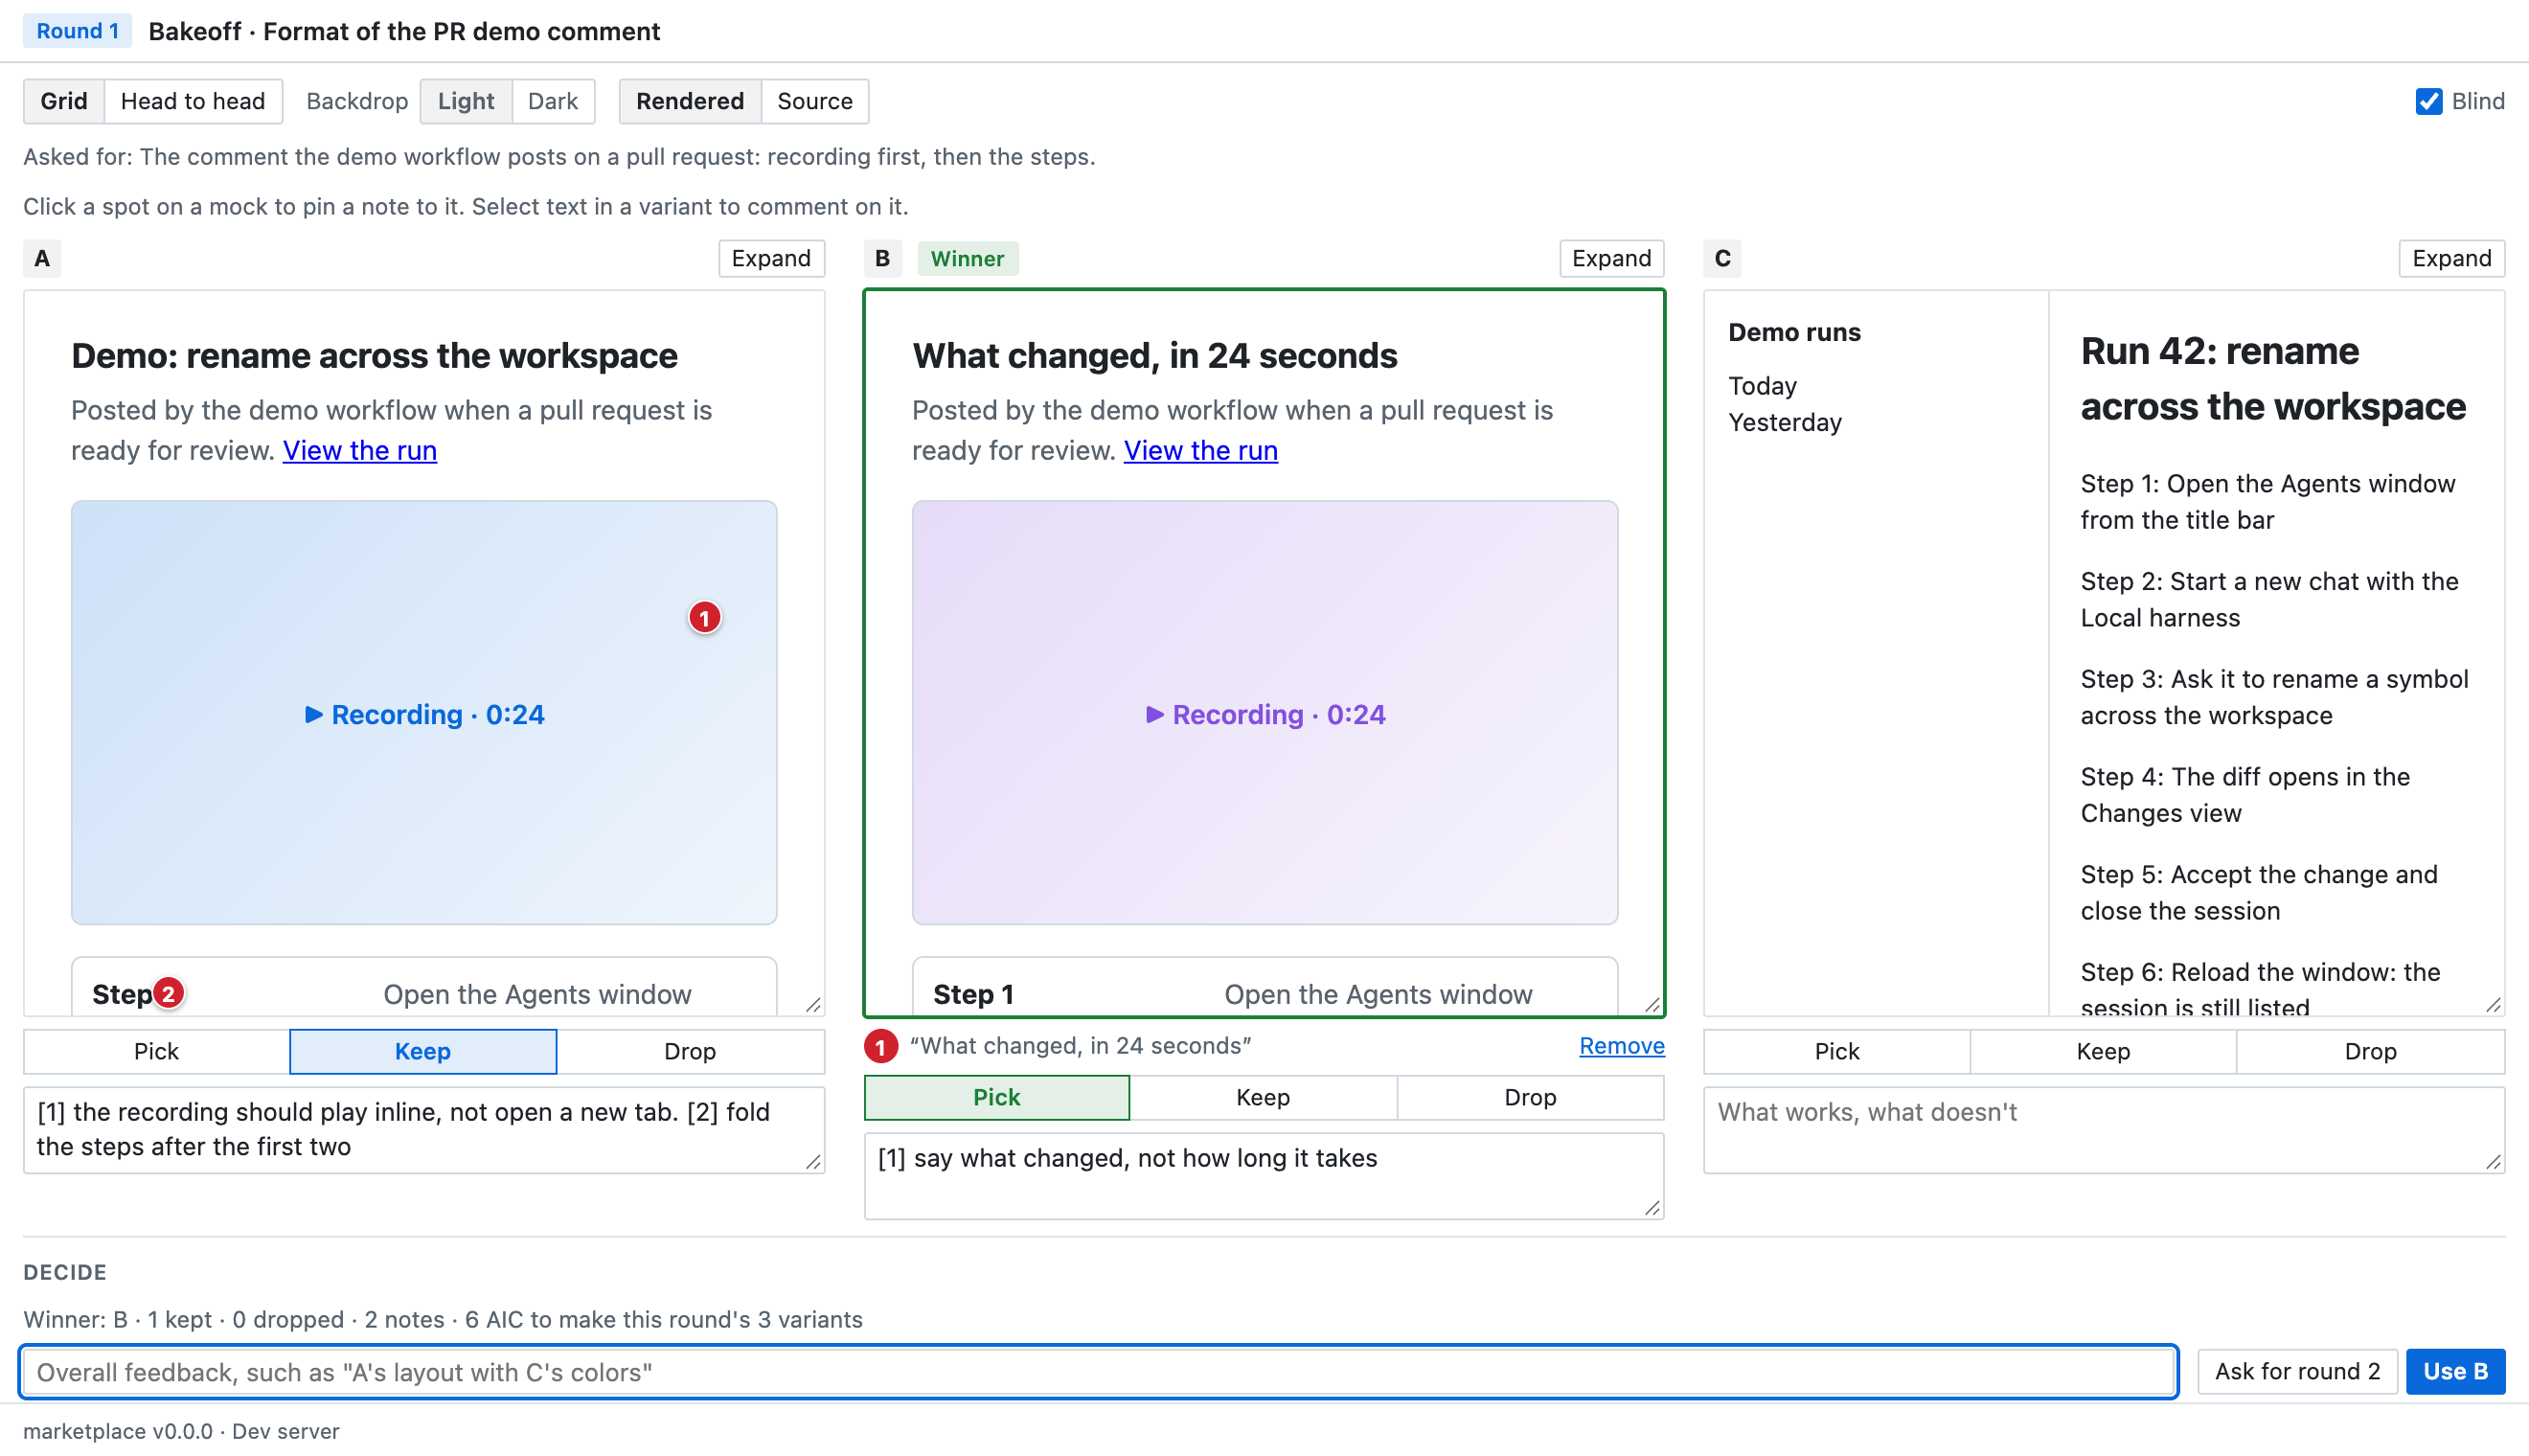 Round 1 Bakeoff · Format of the PR demo comment
Grid Head to head Backdrop Light Dark Rendered Source Blind
Asked for: The comment the demo workflow posts on a pull request: recording first, then the steps.
Click a spot on a mock to pin a note to it. Select text in a variant to comment on it.
A Expand
Demo: rename across the workspace
Posted by the demo workflow when a pull request is
ready for review. View the run
1
▶ Recording · 0:24
Step 2 Open the Agents window
Pick Keep Drop
[1] the recording should play inline, not open a new tab. [2] fold
the steps after the first two
B Winner Expand
What changed, in 24 seconds
Posted by the demo workflow when a pull request is
ready for review. View the run
▶ Recording · 0:24
Step 1 Open the Agents window
1 “What changed, in 24 seconds” Remove
Pick Keep Drop
[1] say what changed, not how long it takes
C Expand
Demo runs
Today
Yesterday
Run 42: rename
across the workspace
Step 1: Open the Agents window
from the title bar
Step 2: Start a new chat with the
Local harness
Step 3: Ask it to rename a symbol
across the workspace
Step 4: The diff opens in the
Changes view
Step 5: Accept the change and
close the session
Step 6: Reload the window: the
session is still listed
Pick Keep Drop
What works, what doesn't
DECIDE
Winner: B · 1 kept · 0 dropped · 2 notes · 6 AIC to make this round's 3 variants
Overall feedback, such as "A's layout with C's colors" Ask for round 2 Use B
marketplace v0.0.0 · Dev server